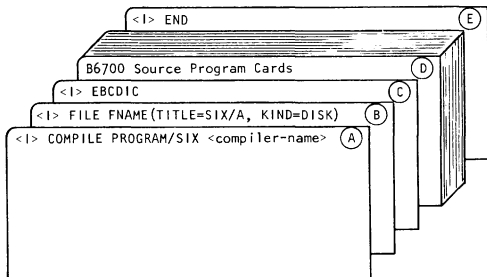 <I> END E
B6700 Source Program Cards D
<I> EBCDIC C
<I> FILE FNAME(TITLE=SIX/A, KIND=DISK) B
<I> COMPILE PROGRAM/SIX <compiler-name> A